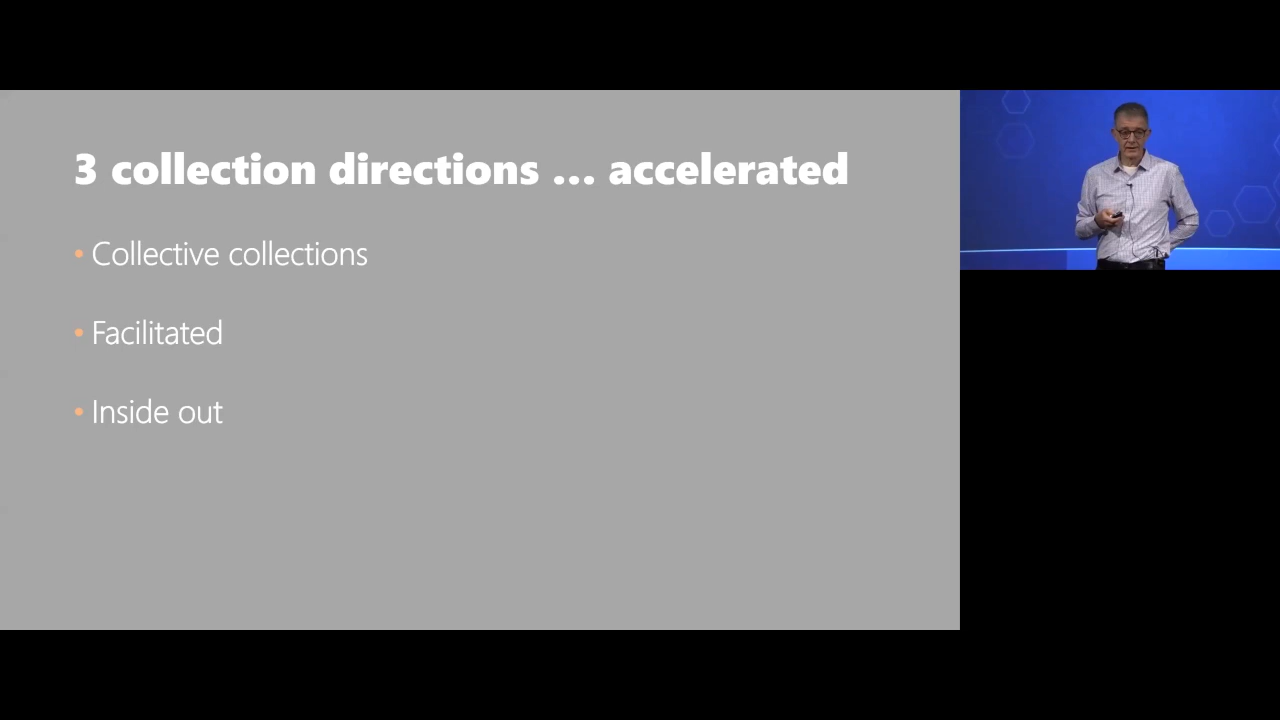 3 collection directions ... accelerated
• Collective collections
• Facilitated
• Inside out